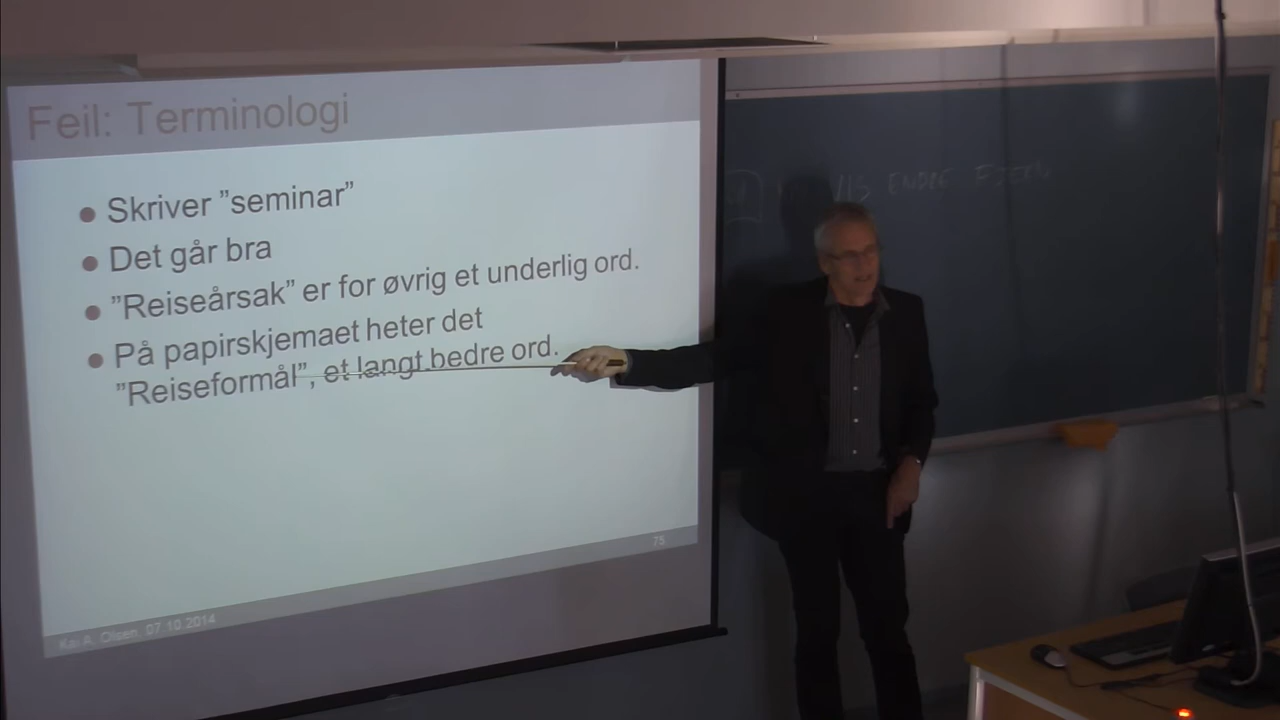 Feil: Terminologi
Skriver ”seminar”
Det går bra
”Reiseårsak” er for øvrig et underlig ord.
På papirskjemaet heter det
”Reiseformål”, et langt bedre ord.
75
Kai A. Olsen, 07.10.2014
ENDRE